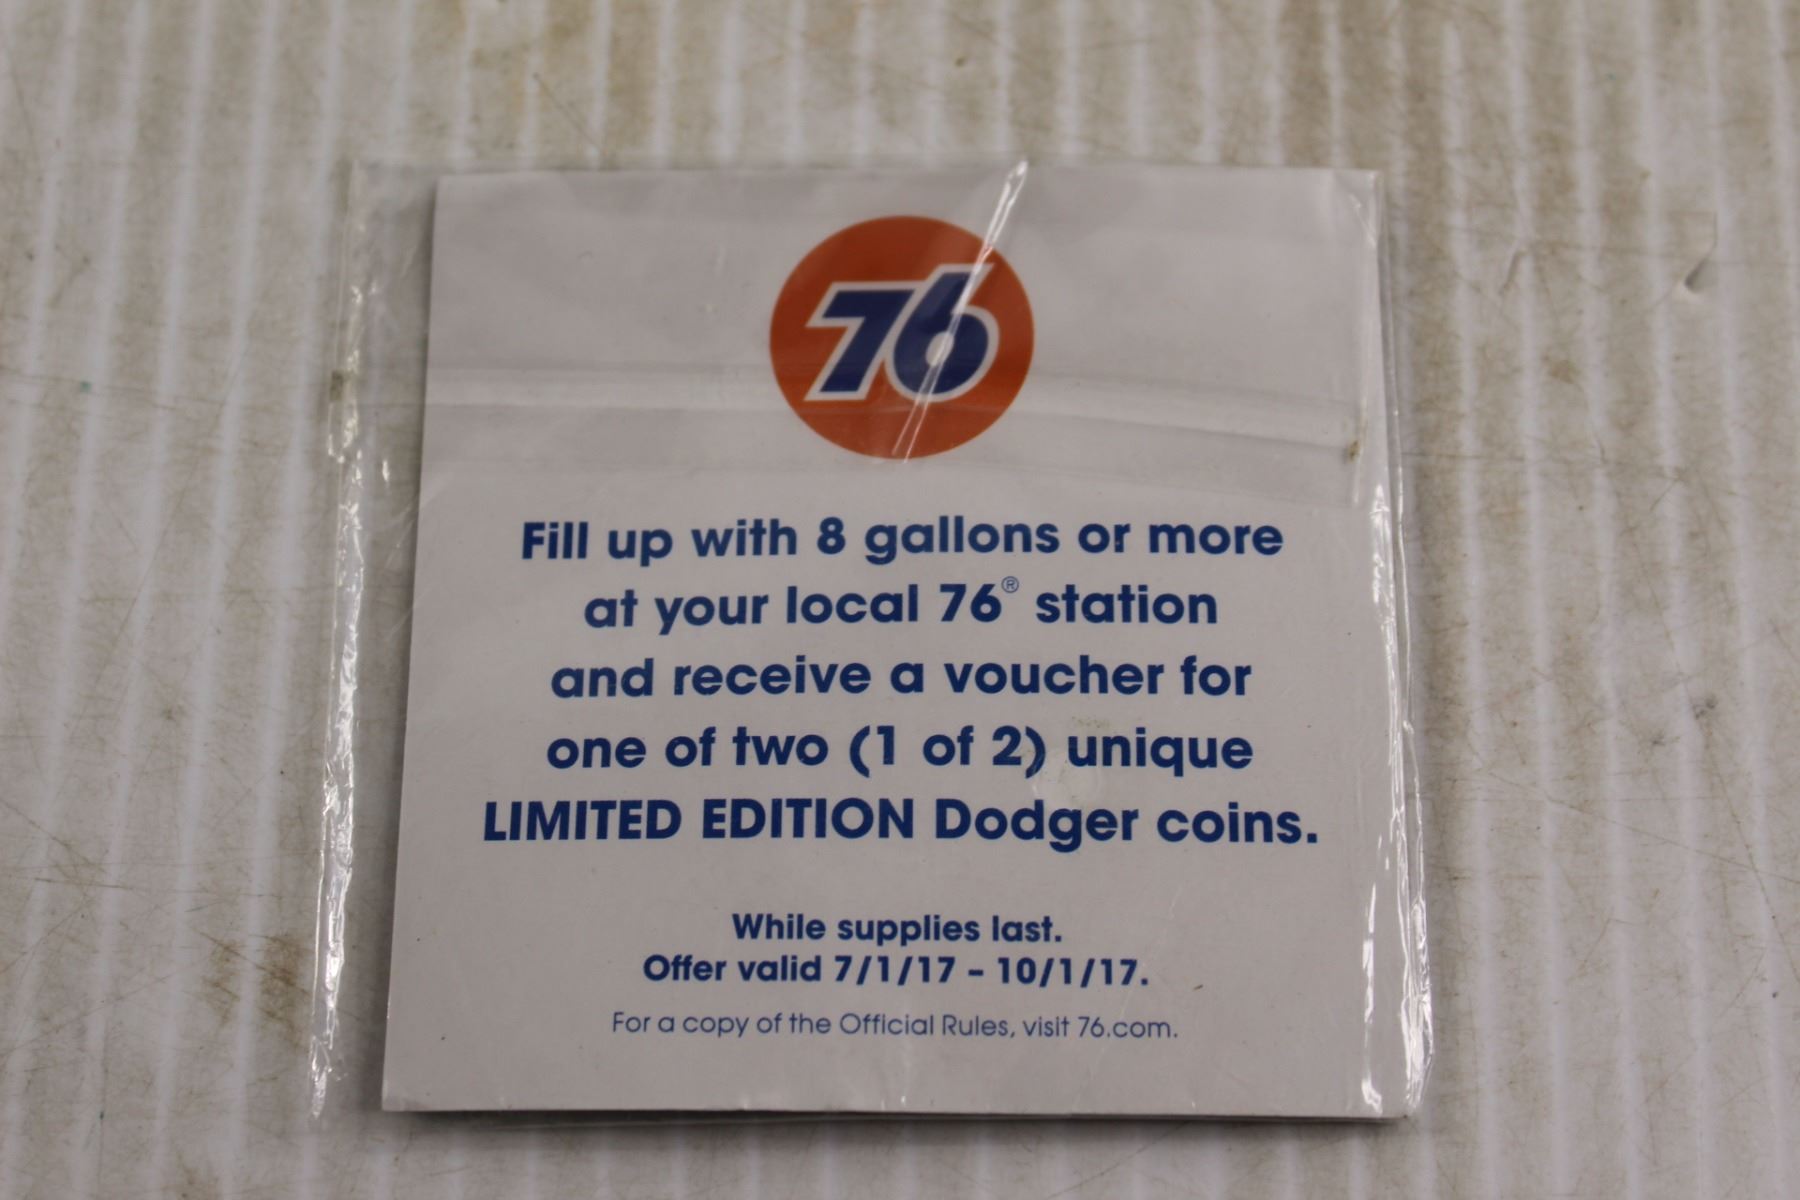 76
Fill up with 8 gallons or more
at your local 76® station
and receive a voucher for
one of two (1 of 2) unique
LIMITED EDITION Dodger coins.
While supplies last.
Offer valid 7/1/17 – 10/1/17.
For a copy of the Official Rules, visit 76.com.